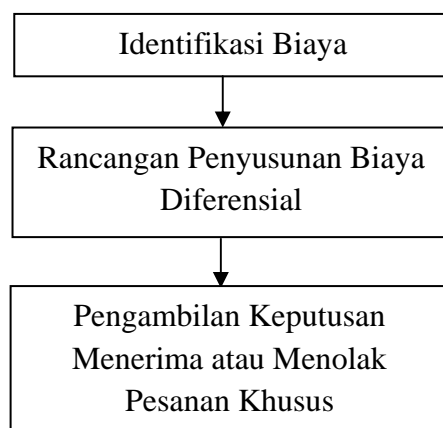 Identifikasi Biaya
Rancangan Penyusunan Biaya
Diferensial
Pengambilan Keputusan
Menerima atau Menolak
Pesanan Khusus